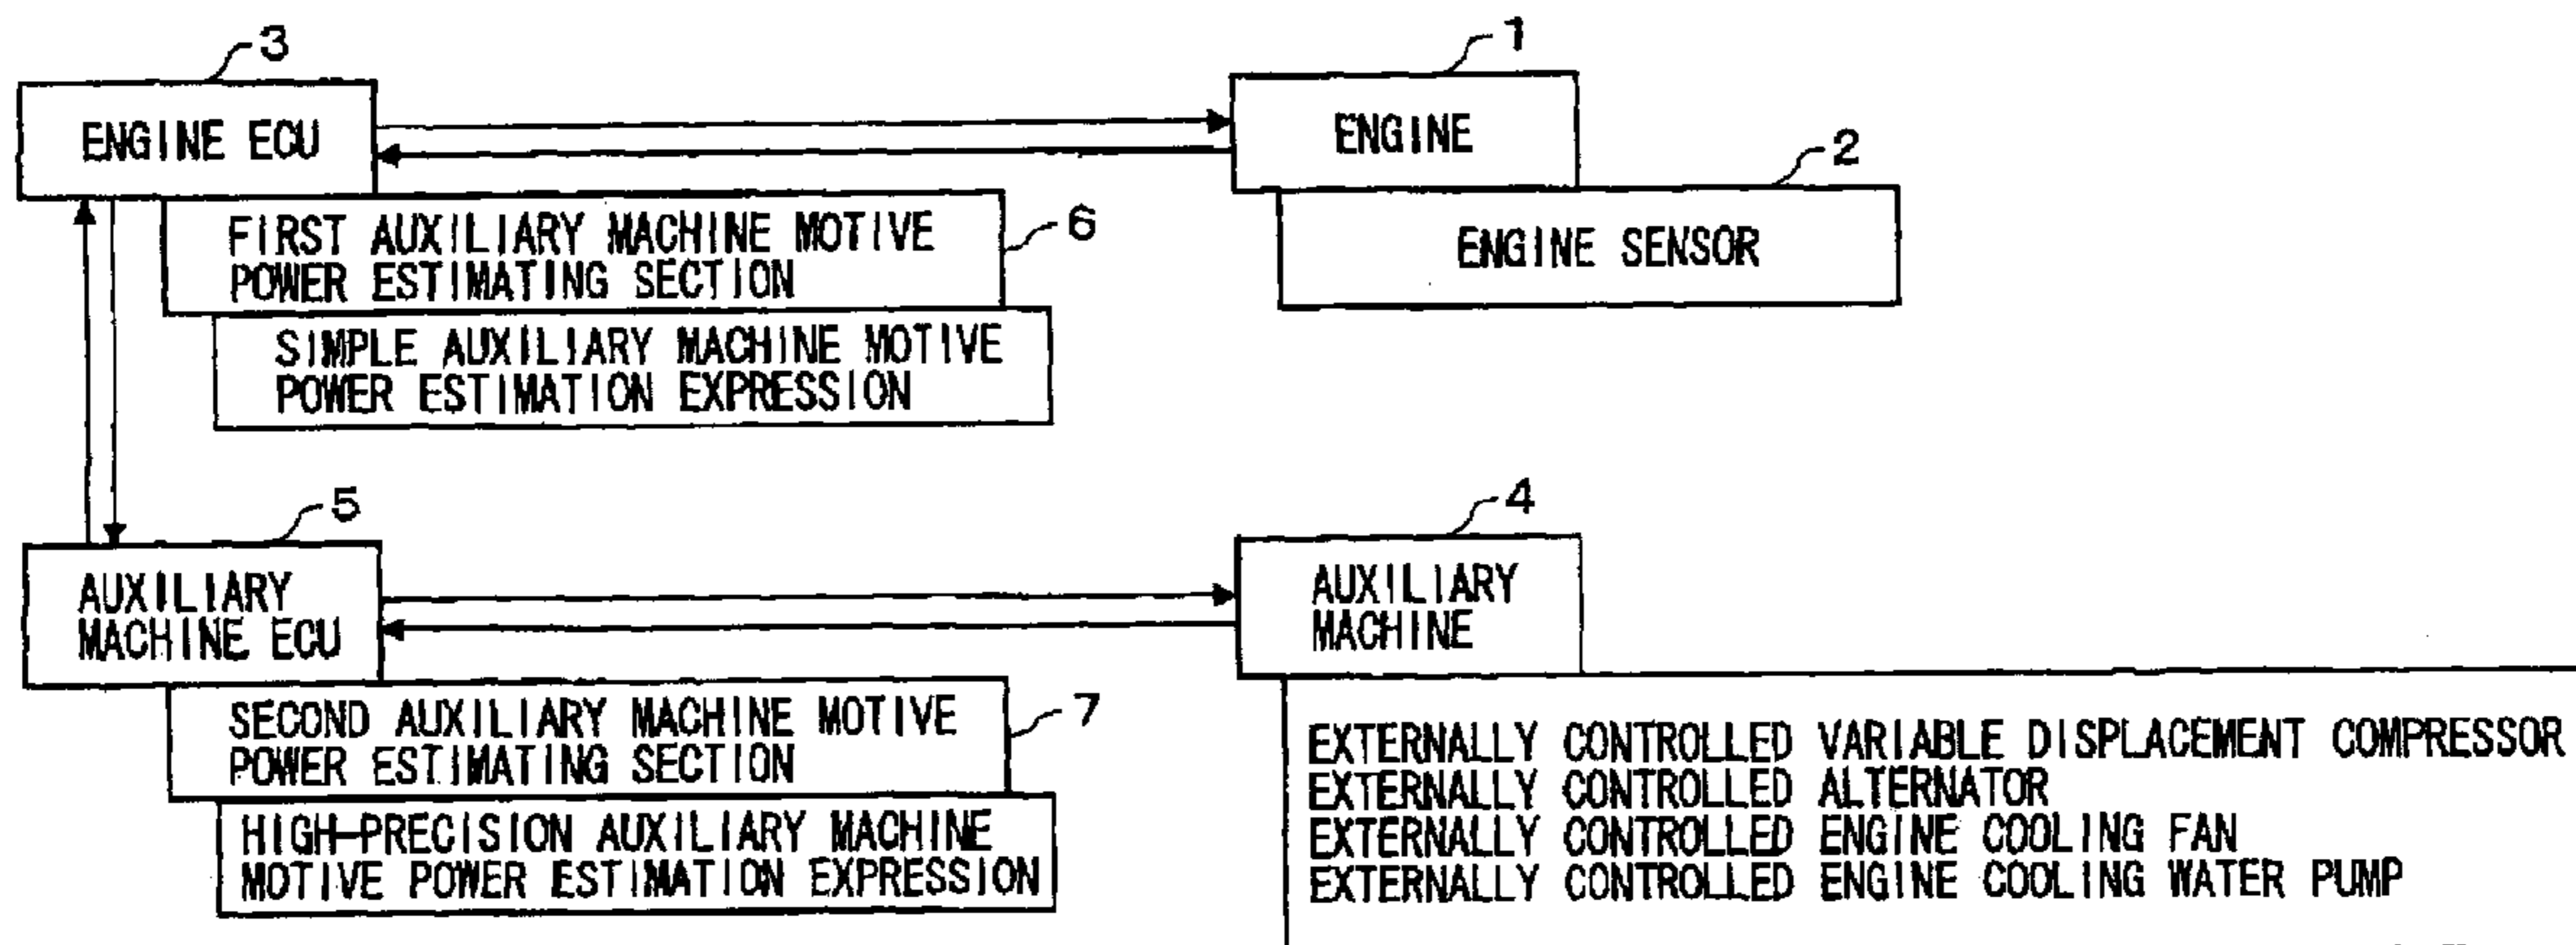 3
ENGINE ECU
1
ENGINE
2
ENGINE SENSOR
FIRST AUXILIARY MACHINE MOTIVE
POWER ESTIMATING SECTION
6
SIMPLE AUXILIARY MACHINE MOTIVE
POWER ESTIMATION EXPRESSION
5
AUXILIARY
MACHINE ECU
4
AUXILIARY
MACHINE
SECOND AUXILIARY MACHINE MOTIVE
POWER ESTIMATING SECTION
7
HIGH-PRECISION AUXILIARY MACHINE
MOTIVE POWER ESTIMATION EXPRESSION
EXTERNALLY CONTROLLED VARIABLE DISPLACEMENT COMPRESSOR
EXTERNALLY CONTROLLED ALTERNATOR
EXTERNALLY CONTROLLED ENGINE COOLING FAN
EXTERNALLY CONTROLLED ENGINE COOLING WATER PUMP